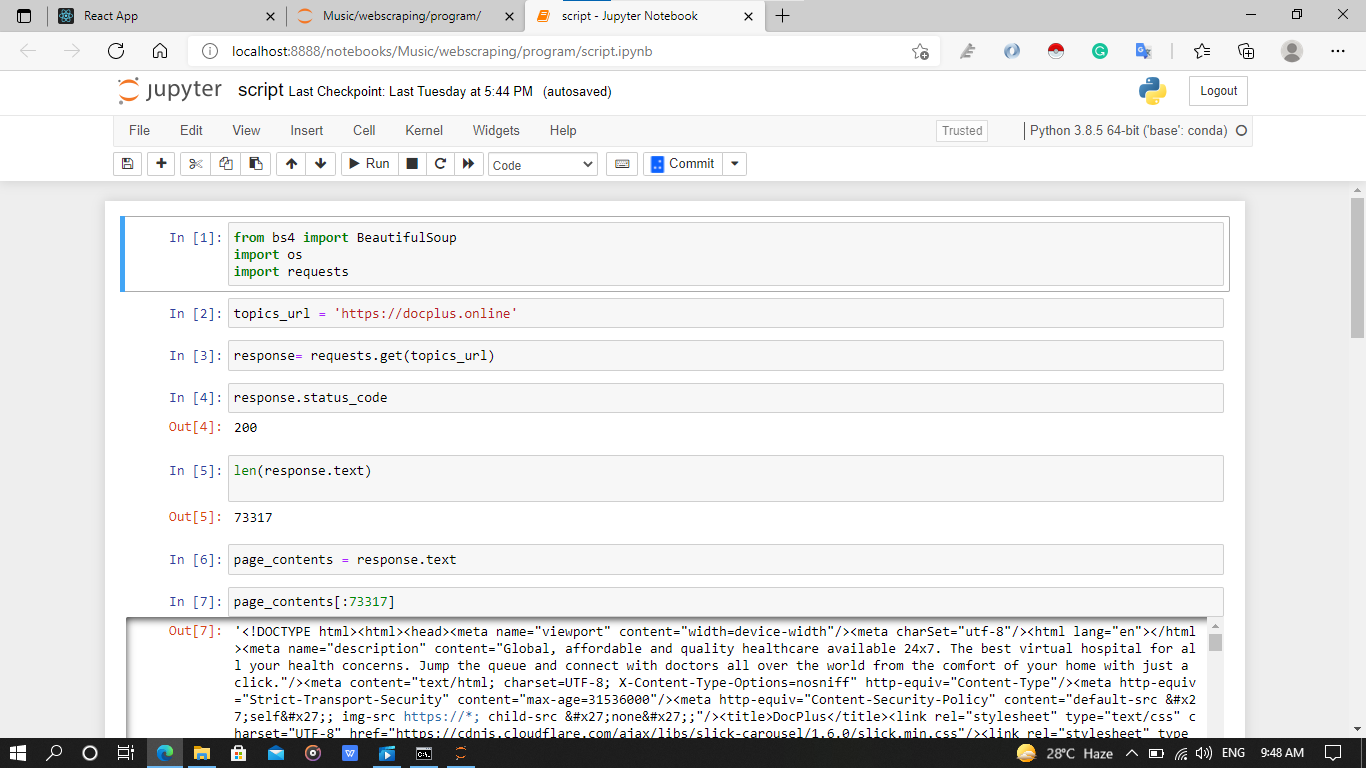 React App
Music/webscraping/program/
script - Jupyter Notebook
localhost:8888/notebooks/Music/webscraping/program/script.ipynb
jupyter script Last Checkpoint: Last Tuesday at 5:44 PM (autosaved)
Logout
File Edit View Insert Cell Kernel Widgets Help
Trusted
Python 3.8.5 64-bit ('base': conda)
Run
Code
Commit
In [1]: from bs4 import BeautifulSoup
import os
import requests
In [2]: topics_url = 'https://docplus.online'
In [3]: response= requests.get(topics_url)
In [4]: response.status_code
Out[4]: 200
In [5]: len(response.text)
Out[5]: 73317
In [6]: page_contents = response.text
In [7]: page_contents[:73317]
Out[7]: '<!DOCTYPE html><html><head><meta name="viewport" content="width=device-width"/><meta charSet="utf-8"/><html lang="en"></html
><meta name="description" content="Global, affordable and quality healthcare available 24x7. The best virtual hospital for al
l your health concerns. Jump the queue and connect with doctors all over the world from the comfort of your home with just a
click."/><meta content="text/html; charset=UTF-8; X-Content-Type-Options=nosniff" http-equiv="Content-Type"/><meta http-equiv
="Strict-Transport-Security" content="max-age=31536000"/><meta http-equiv="Content-Security-Policy" content="default-src &#x2
7;self&#x27;; img-src https://*; child-src &#x27;none&#x27;;"/><title>DocPlus</title><link rel="stylesheet" type="text/css" c
harset="UTF-8" href="https://cdnjs.cloudflare.com/ajax/libs/slick-carousel/1.6.0/slick.min.css"/><link rel="stylesheet" type
28°C Haze
ENG
9:48 AM